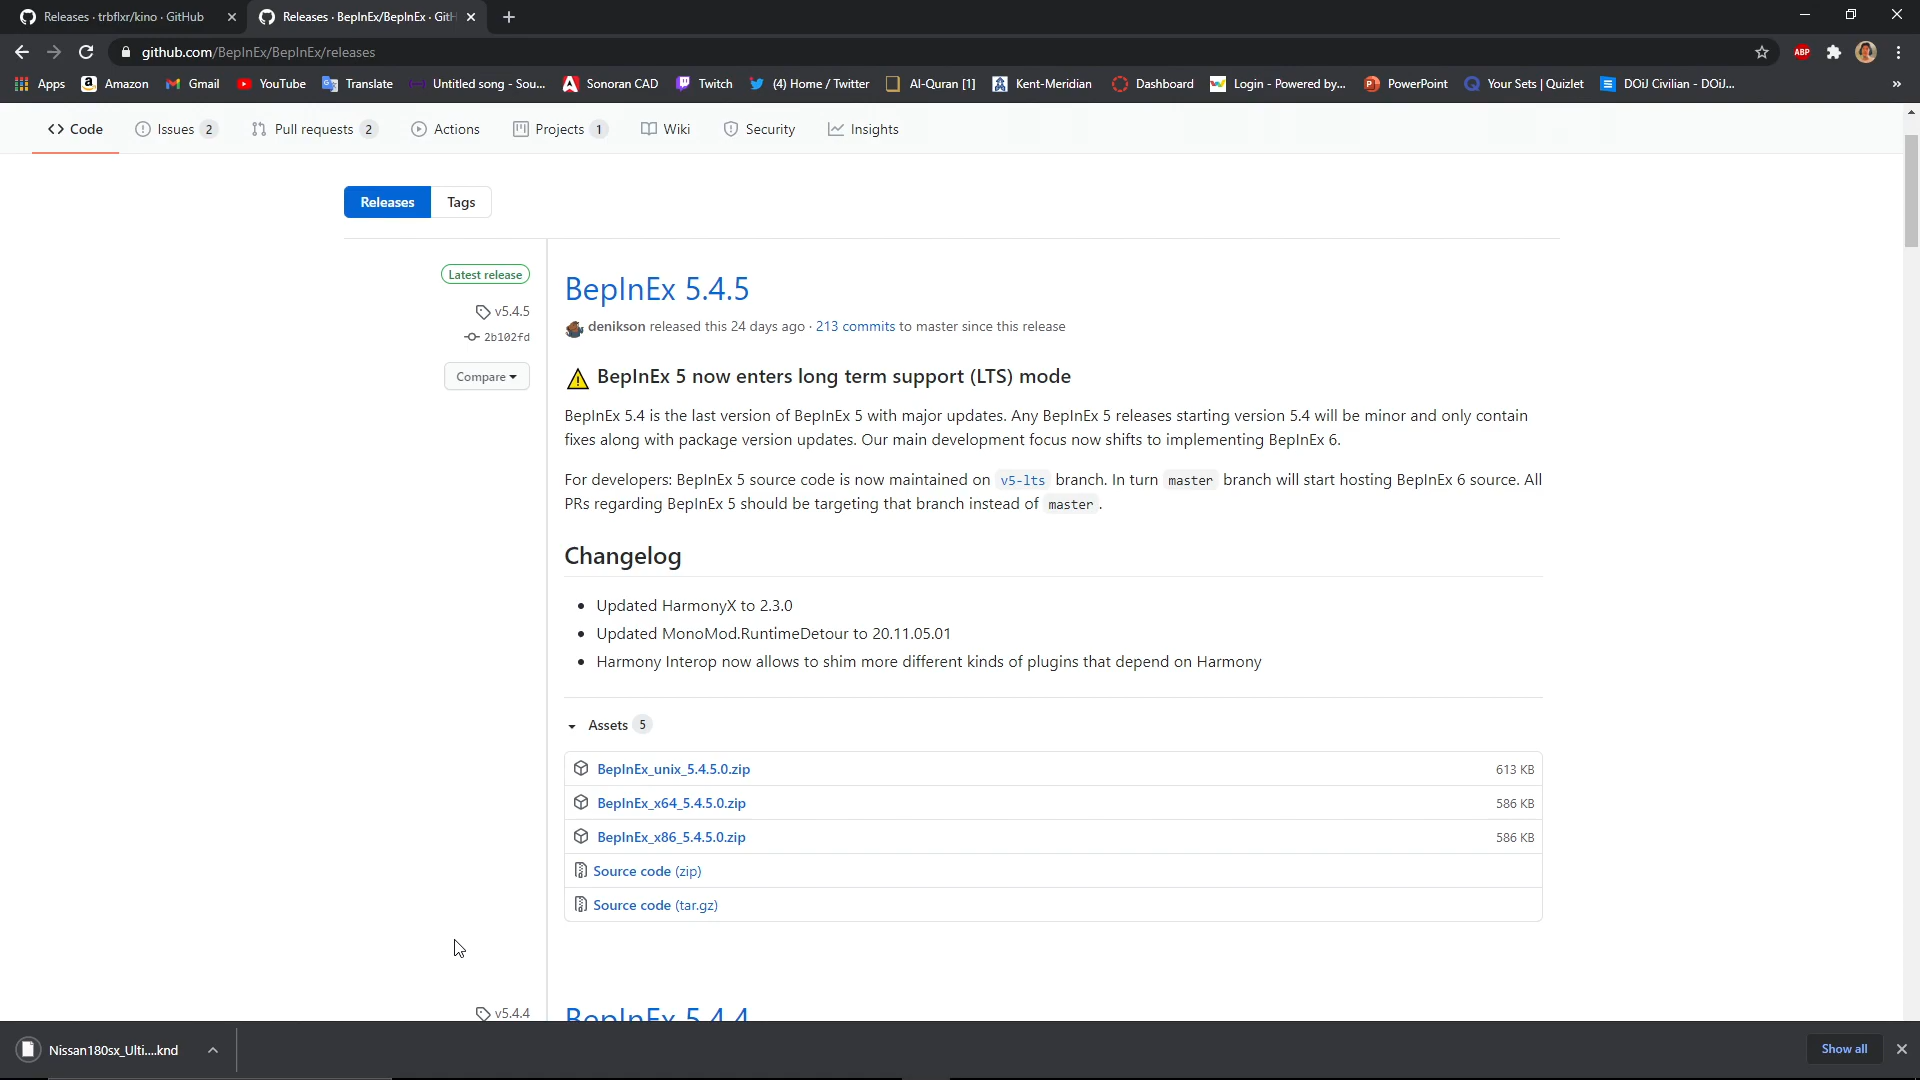 Releases · trbflxr/kino · GitHub
Releases · BepInEx/BepInEx · GitH
github.com/BepInEx/BepInEx/releases
ABP
Apps
Amazon
Gmail
YouTube
Translate
Untitled song - Sou...
Sonoran CAD
Twitch
(4) Home / Twitter
Al-Quran [1]
Kent-Meridian
Dashboard
Login - Powered by...
PowerPoint
Your Sets | Quizlet
DOiJ Civilian - DOiJ...
»
Code
Issues 2
Pull requests 2
Actions
Projects 1
Wiki
Security
Insights
Releases
Tags
Latest release
v5.4.5
2b102fd
Compare
BepInEx 5.4.5
denikson released this 24 days ago · 213 commits to master since this release
BepInEx 5 now enters long term support (LTS) mode
BepInEx 5.4 is the last version of BepInEx 5 with major updates. Any BepInEx 5 releases starting version 5.4 will be minor and only contain
fixes along with package version updates. Our main development focus now shifts to implementing BepInEx 6.
For developers: BepInEx 5 source code is now maintained on v5-lts branch. In turn master branch will start hosting BepInEx 6 source. All
PRs regarding BepInEx 5 should be targeting that branch instead of master .
Changelog
• Updated HarmonyX to 2.3.0
• Updated MonoMod.RuntimeDetour to 20.11.05.01
• Harmony Interop now allows to shim more different kinds of plugins that depend on Harmony
Assets 5
BepInEx_unix_5.4.5.0.zip 613 KB
BepInEx_x64_5.4.5.0.zip 586 KB
BepInEx_x86_5.4.5.0.zip 586 KB
Source code (zip)
Source code (tar.gz)
v5.4.4
BepInEx 5.4.4
Nissan180sx_Ulti....knd
Show all